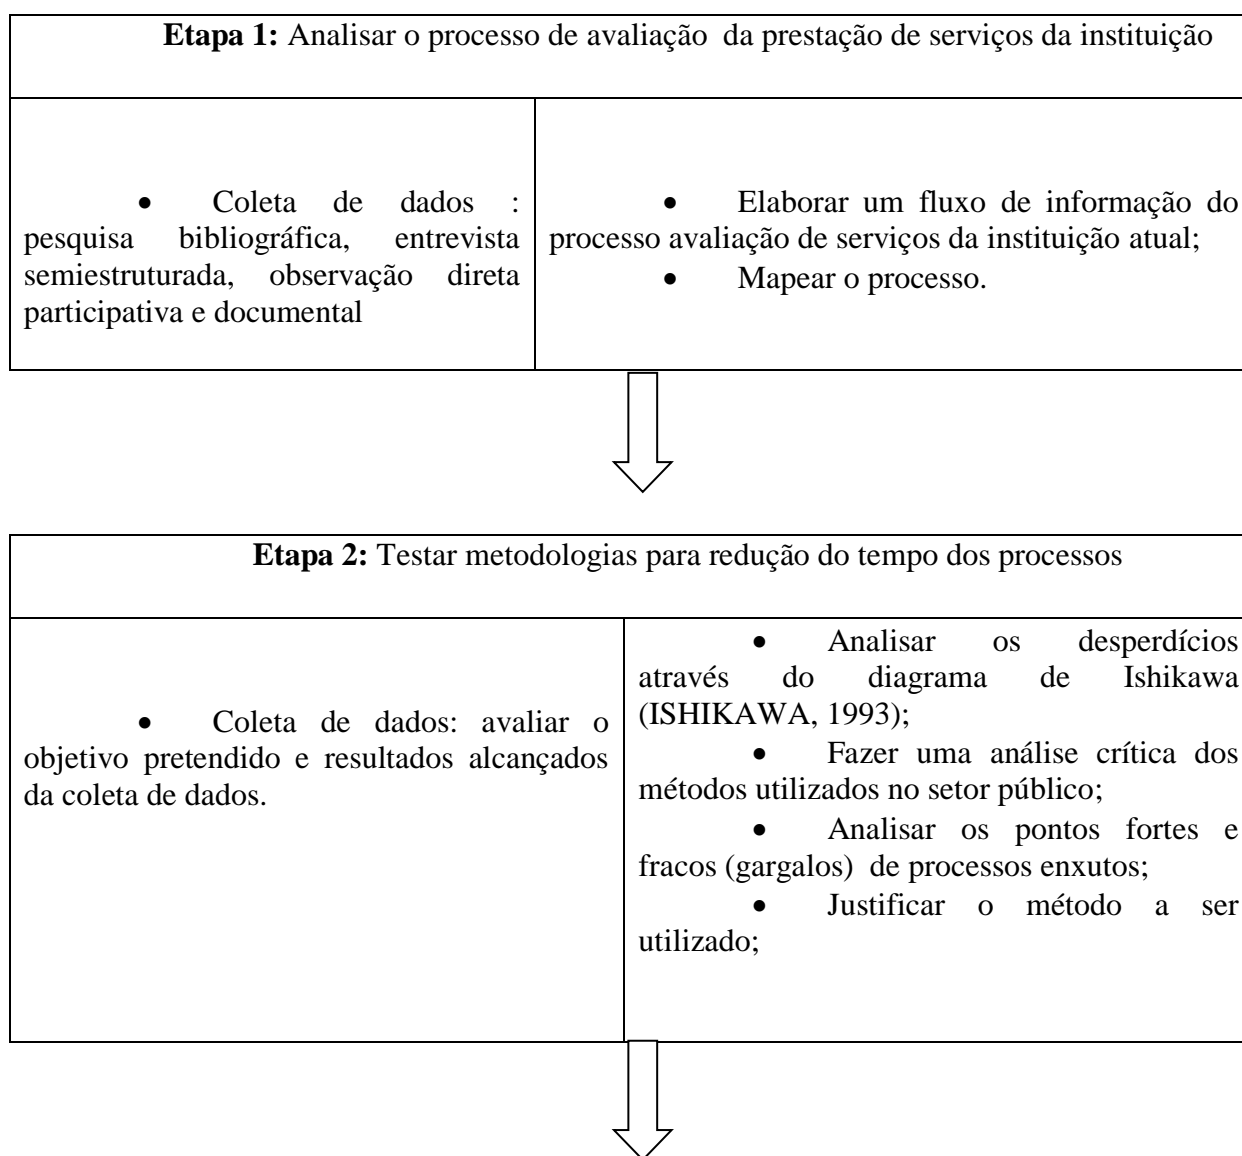 Etapa 1: Analisar o processo de avaliação da prestação de serviços da instituição
• Coleta de dados :
pesquisa bibliográfica, entrevista
semiestruturada, observação direta
participativa e documental
• Elaborar um fluxo de informação do
processo avaliação de serviços da instituição atual;
• Mapear o processo.
Etapa 2: Testar metodologias para redução do tempo dos processos
• Coleta de dados: avaliar o
objetivo pretendido e resultados alcançados
da coleta de dados.
• Analisar os desperdícios
através do diagrama de Ishikawa
(ISHIKAWA, 1993);
• Fazer uma análise crítica dos
métodos utilizados no setor público;
• Analisar os pontos fortes e
fracos (gargalos) de processos enxutos;
• Justificar o método a ser
utilizado;